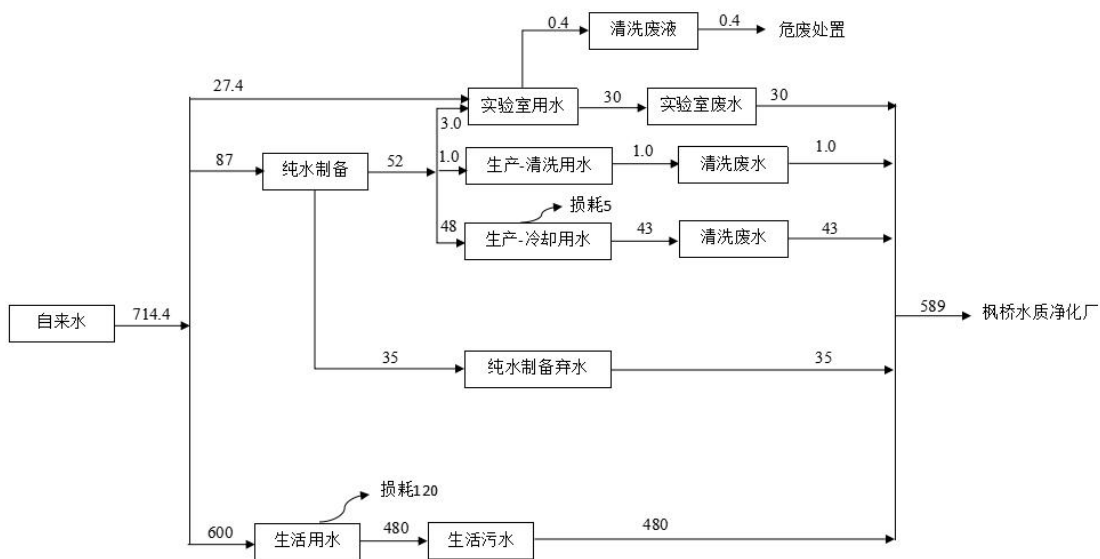 0.4
清洗废液
0.4
危废处置
27.4
实验室用水
30
实验室废水
30
3.0
87
纯水制备
52
1.0
生产-清洗用水
1.0
清洗废水
1.0
损耗5
48
生产-冷却用水
43
清洗废水
43
自来水
714.4
589
枫桥水质净化厂
35
纯水制备弃水
35
损耗120
600
生活用水
480
生活污水
480